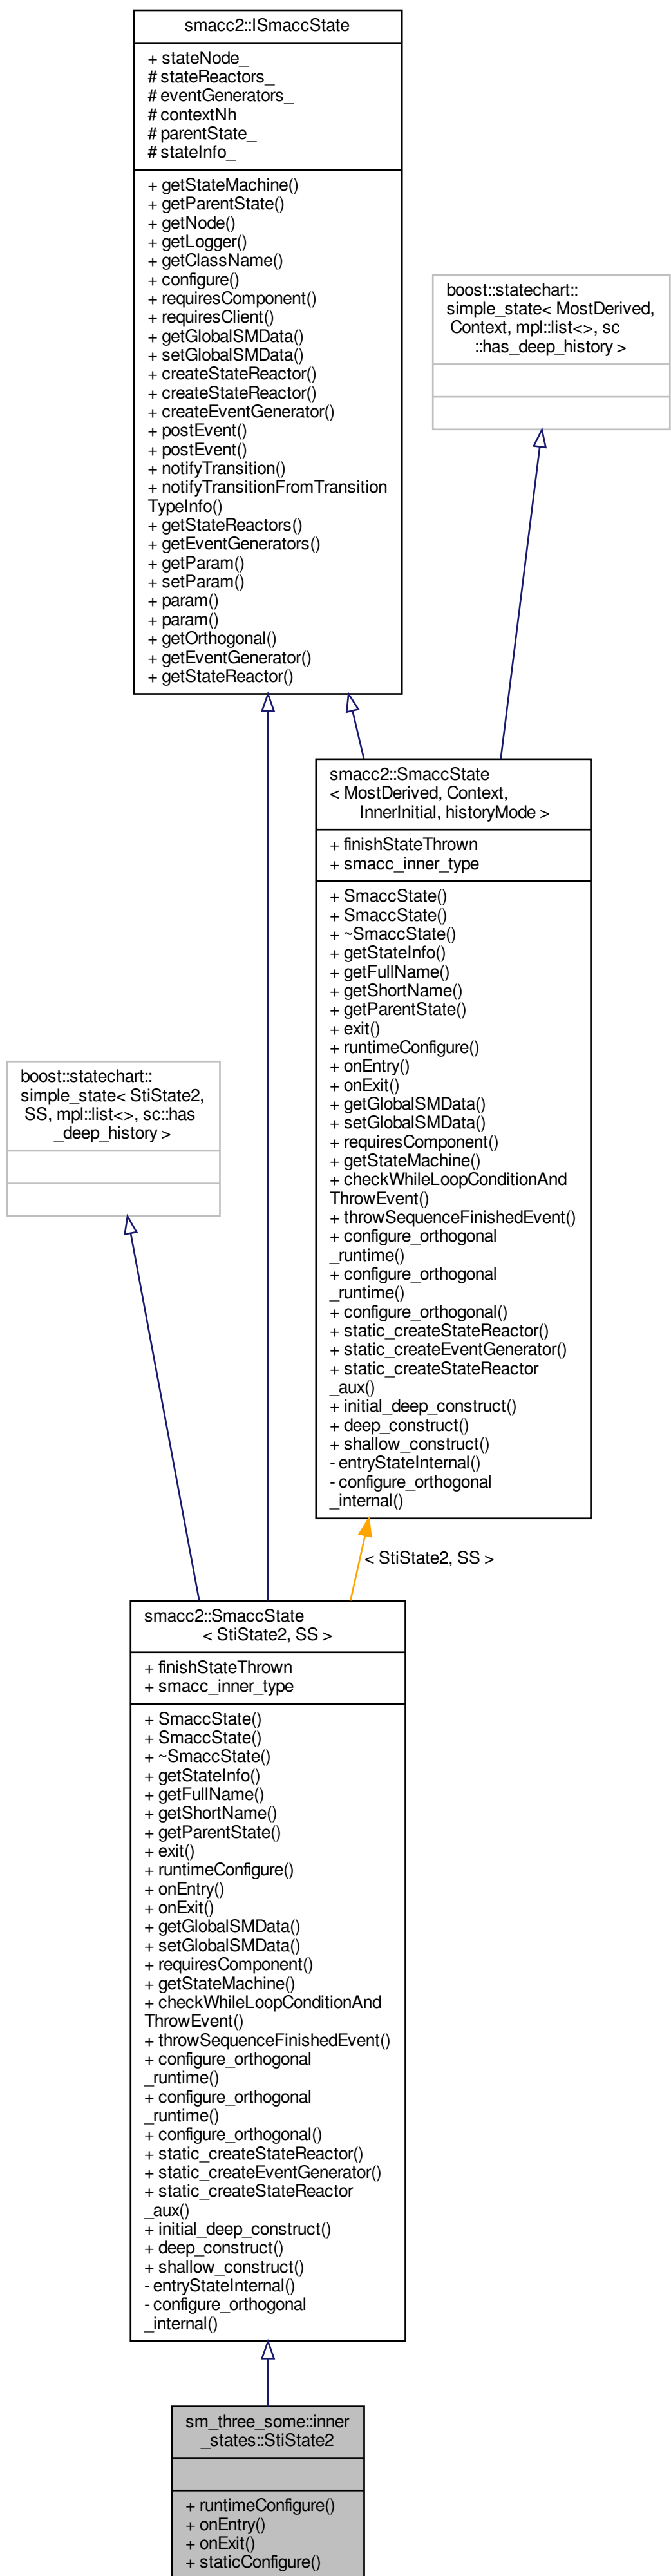 smacc2::ISmaccState
+ stateNode_
# stateReactors_
# eventGenerators_
# contextNh
# parentState_
# stateInfo_
+ getStateMachine()
+ getParentState()
+ getNode()
+ getLogger()
+ getClassName()
+ configure()
+ requiresComponent()
+ requiresClient()
+ getGlobalSMData()
+ setGlobalSMData()
+ createStateReactor()
+ createStateReactor()
+ createEventGenerator()
+ postEvent()
+ postEvent()
+ notifyTransition()
+ notifyTransitionFromTransition
TypeInfo()
+ getStateReactors()
+ getEventGenerators()
+ getParam()
+ setParam()
+ param()
+ param()
+ getOrthogonal()
+ getEventGenerator()
+ getStateReactor()
boost::statechart::
simple_state< MostDerived,
Context, mpl::list<>, sc
::has_deep_history >
smacc2::SmaccState
< MostDerived, Context,
InnerInitial, historyMode >
+ finishStateThrown
+ smacc_inner_type
+ SmaccState()
+ SmaccState()
+ ~SmaccState()
+ getStateInfo()
+ getFullName()
+ getShortName()
+ getParentState()
+ exit()
+ runtimeConfigure()
+ onEntry()
+ onExit()
+ getGlobalSMData()
+ setGlobalSMData()
+ requiresComponent()
+ getStateMachine()
+ checkWhileLoopConditionAnd
ThrowEvent()
+ throwSequenceFinishedEvent()
+ configure_orthogonal
_runtime()
+ configure_orthogonal
_runtime()
+ configure_orthogonal()
+ static_createStateReactor()
+ static_createEventGenerator()
+ static_createStateReactor
_aux()
+ initial_deep_construct()
+ deep_construct()
+ shallow_construct()
- entryStateInternal()
- configure_orthogonal
_internal()
boost::statechart::
simple_state< StiState2,
SS, mpl::list<>, sc::has
_deep_history >
< StiState2, SS >
smacc2::SmaccState
< StiState2, SS >
+ finishStateThrown
+ smacc_inner_type
+ SmaccState()
+ SmaccState()
+ ~SmaccState()
+ getStateInfo()
+ getFullName()
+ getShortName()
+ getParentState()
+ exit()
+ runtimeConfigure()
+ onEntry()
+ onExit()
+ getGlobalSMData()
+ setGlobalSMData()
+ requiresComponent()
+ getStateMachine()
+ checkWhileLoopConditionAnd
ThrowEvent()
+ throwSequenceFinishedEvent()
+ configure_orthogonal
_runtime()
+ configure_orthogonal
_runtime()
+ configure_orthogonal()
+ static_createStateReactor()
+ static_createEventGenerator()
+ static_createStateReactor
_aux()
+ initial_deep_construct()
+ deep_construct()
+ shallow_construct()
- entryStateInternal()
- configure_orthogonal
_internal()
sm_three_some::inner
_states::StiState2
+ runtimeConfigure()
+ onEntry()
+ onExit()
+ staticConfigure()